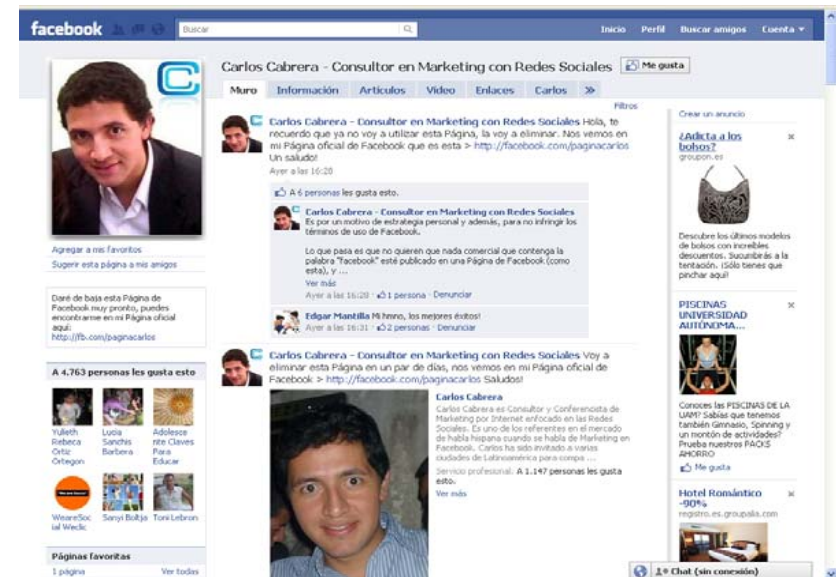 facebook
Buscar
Inicio Perfil Buscar amigos Cuenta
Carlos Cabrera - Consultor en Marketing con Redes Sociales Me gusta
Muro Información Artículos Video Enlaces Carlos »
Filtros
Carlos Cabrera - Consultor en Marketing con Redes Sociales Hola, te
recuerdo que ya no voy a utilizar esta Página, la voy a eliminar. Nos vemos en
mi Página oficial de Facebook que es esta > http://facebook.com/paginacarlos
Un saludo!
Ayer a las 16:28
A 6 personas les gusta esto.
Carlos Cabrera - Consultor en Marketing con Redes Sociales
Es por un motivo de estrategia personal y además, para no infringir los
términos de uso de Facebook.
Lo que pasa es que no quieren que nada comercial que contenga la
palabra "facebook" esté publicado en una Página de Facebook (como
esta), y ...
Ver más
Ayer a las 16:28 · 1 persona · Denunciar
Edgar Mantilla Mi hmno, los mejores éxitos!
Ayer a las 16:31 · 2 personas · Denunciar
Carlos Cabrera - Consultor en Marketing con Redes Sociales Voy a
eliminar esta Página en un par de días, nos vemos en mi Página oficial de
Facebook > http://facebook.com/paginacarlos Saludos!
Carlos Cabrera
Carlos Cabrera es Consultor y Conferencista de
Marketing por Internet enfocado en las Redes
Sociales. Es uno de los referentes en el mercado
de habla hispana cuando se habla de Marketing en
Facebook. Carlos ha sido invitado a varias
ciudades de Latinoamérica para compa ...
Servicio profesional: A 1.147 personas les gusta
esto.
Ver más
Agregar a mis favoritos
Sugerir esta página a mis amigos
Daré de baja esta Página de
Facebook muy pronto, puedes
encontrarme en mi Página oficial
aquí:
http://fb.com/paginacarlos
A 4.763 personas les gusta esto
Yulieth
Rebeca
Ortiz
Ortegon
Lucia
Sanchis
Barbera
Adolesce
nte Claves
Para
Educar
WeareSoc
ial Weclic
Sanyi Boltja
Toni Lebron
Páginas favoritas
1 página Ver todas
Crear un anuncio
¿Adicta a los
bolsos?
groupon.es
Descubre los últimos modelos
de bolsos con increíbles
descuentos. Sucumbirás a la
tentación. ¡Sólo tienes que
pinchar aquí!
PISCINAS
UNIVERSIDAD
AUTÓNOMA...
Conoces las PISCINAS DE LA
UAM? Sabías que tenemos
también Gimnasio, Spinning y
un montón de actividades?
Prueba nuestros PACKS
AHORRO
Me gusta
Hotel Romántico
-90%
registro.es.groupalia.com
Chat (sin conexión)